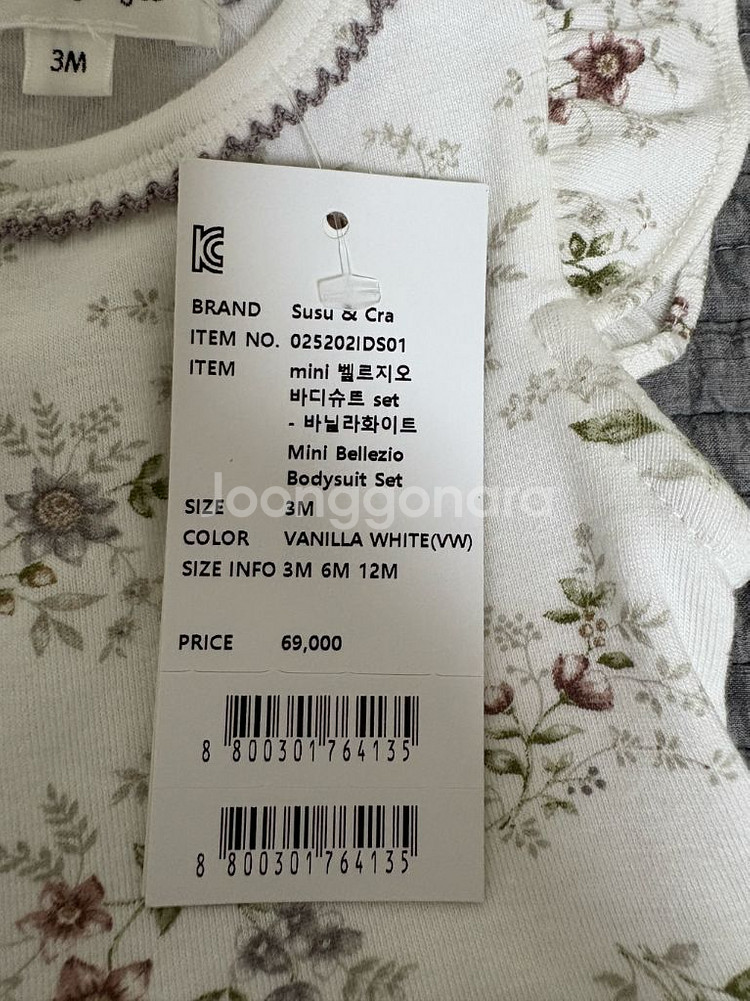 3M
KC
BRAND Susu & Cra
ITEM NO. 025202IDS01
ITEM mini 벨르지오
바디슈트 set
- 바닐라화이트
Mini Bellezio
Bodysuit Set
joonggonara
SIZE 3M
COLOR VANILLA WHITE(VW)
SIZE INFO 3M 6M 12M
PRICE 69,000
8 800301 764135
8 800301 764135